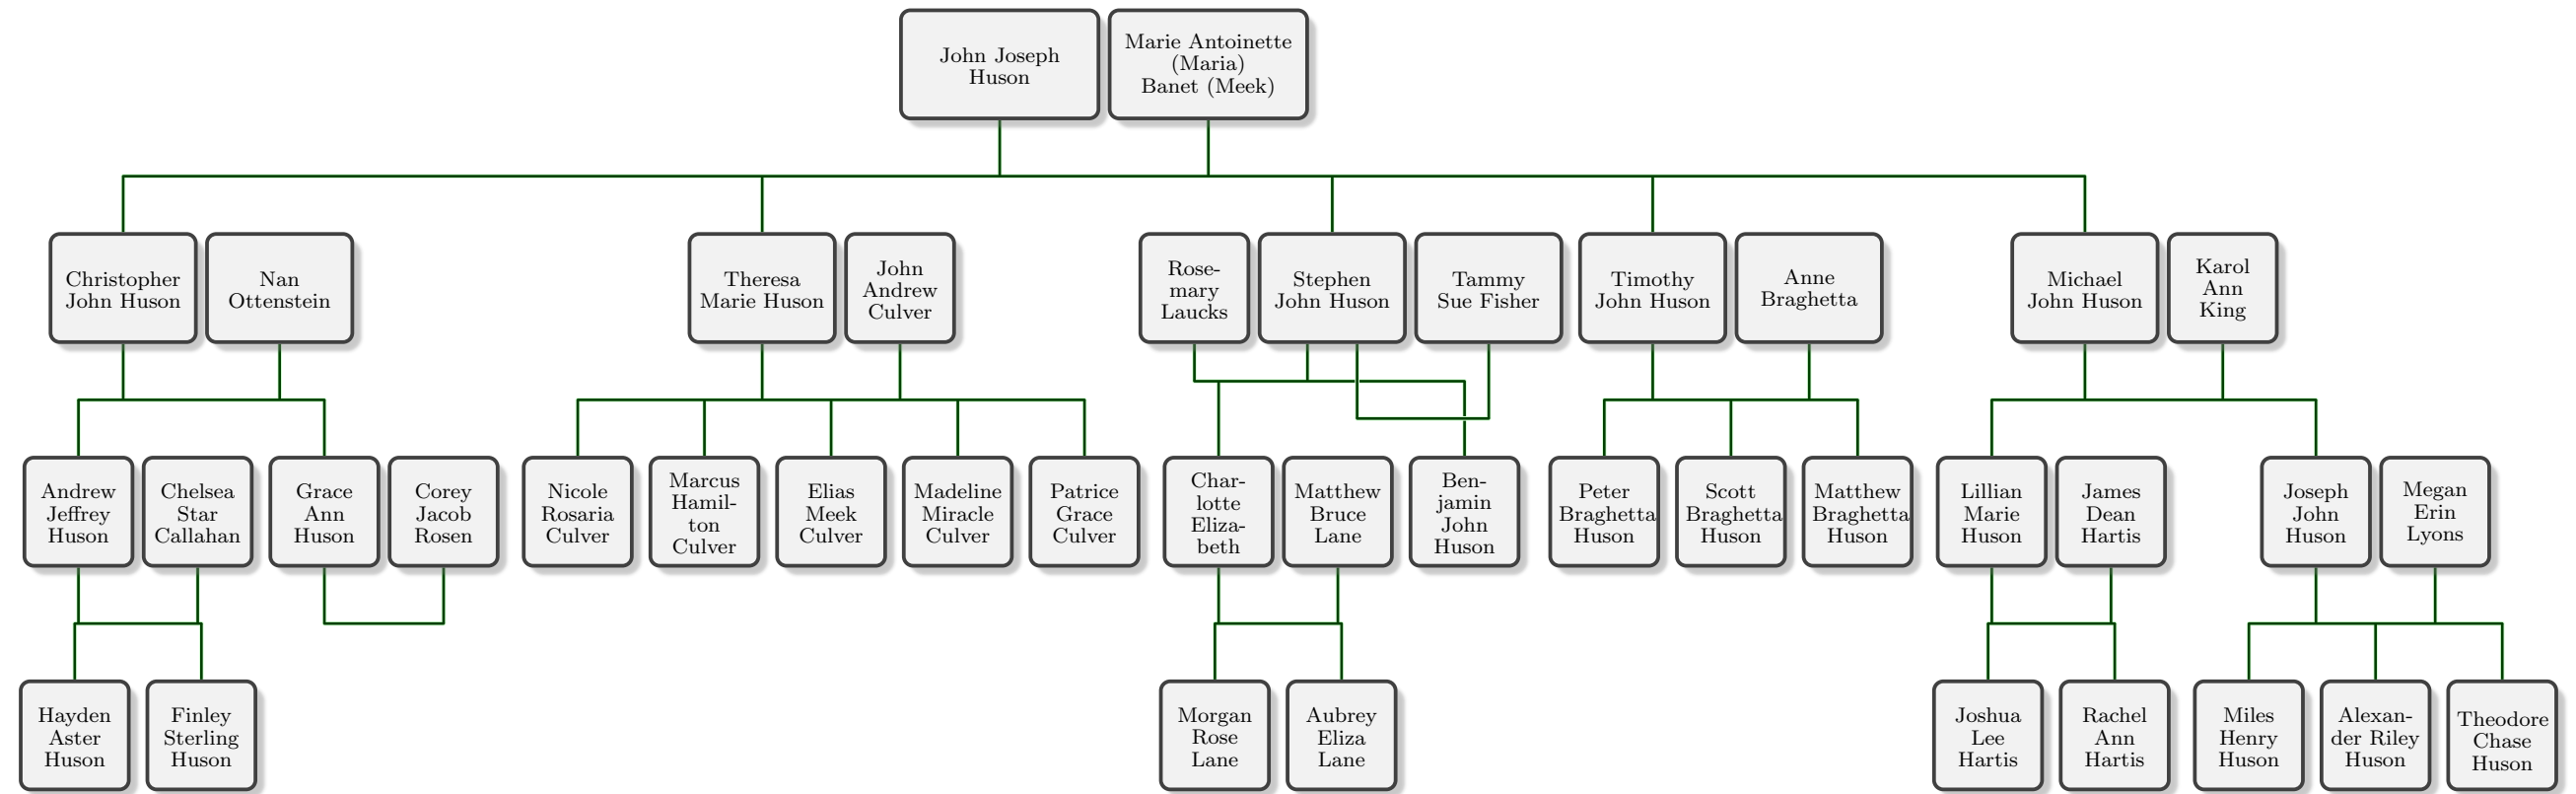 John Joseph
Huson
Marie Antoinette
(Maria)
Banet (Meek)
Christopher
John Huson
Nan
Ottenstein
Theresa
Marie Huson
John
Andrew
Culver
Rose-
mary
Laucks
Stephen
John Huson
Tammy
Sue Fisher
Timothy
John Huson
Anne
Braghetta
Michael
John Huson
Karol
Ann
King
Andrew
Jeffrey
Huson
Chelsea
Star
Callahan
Grace
Ann
Huson
Corey
Jacob
Rosen
Nicole
Rosaria
Culver
Marcus
Hamil-
ton
Culver
Elias
Meek
Culver
Madeline
Miracle
Culver
Patrice
Grace
Culver
Char-
lotte
Eliza-
beth
Matthew
Bruce
Lane
Ben-
jamin
John
Huson
Peter
Braghetta
Huson
Scott
Braghetta
Huson
Matthew
Braghetta
Huson
Lillian
Marie
Huson
James
Dean
Hartis
Joseph
John
Huson
Megan
Erin
Lyons
Hayden
Aster
Huson
Finley
Sterling
Huson
Morgan
Rose
Lane
Aubrey
Eliza
Lane
Joshua
Lee
Hartis
Rachel
Ann
Hartis
Miles
Henry
Huson
Alexan-
der Riley
Huson
Theodore
Chase
Huson